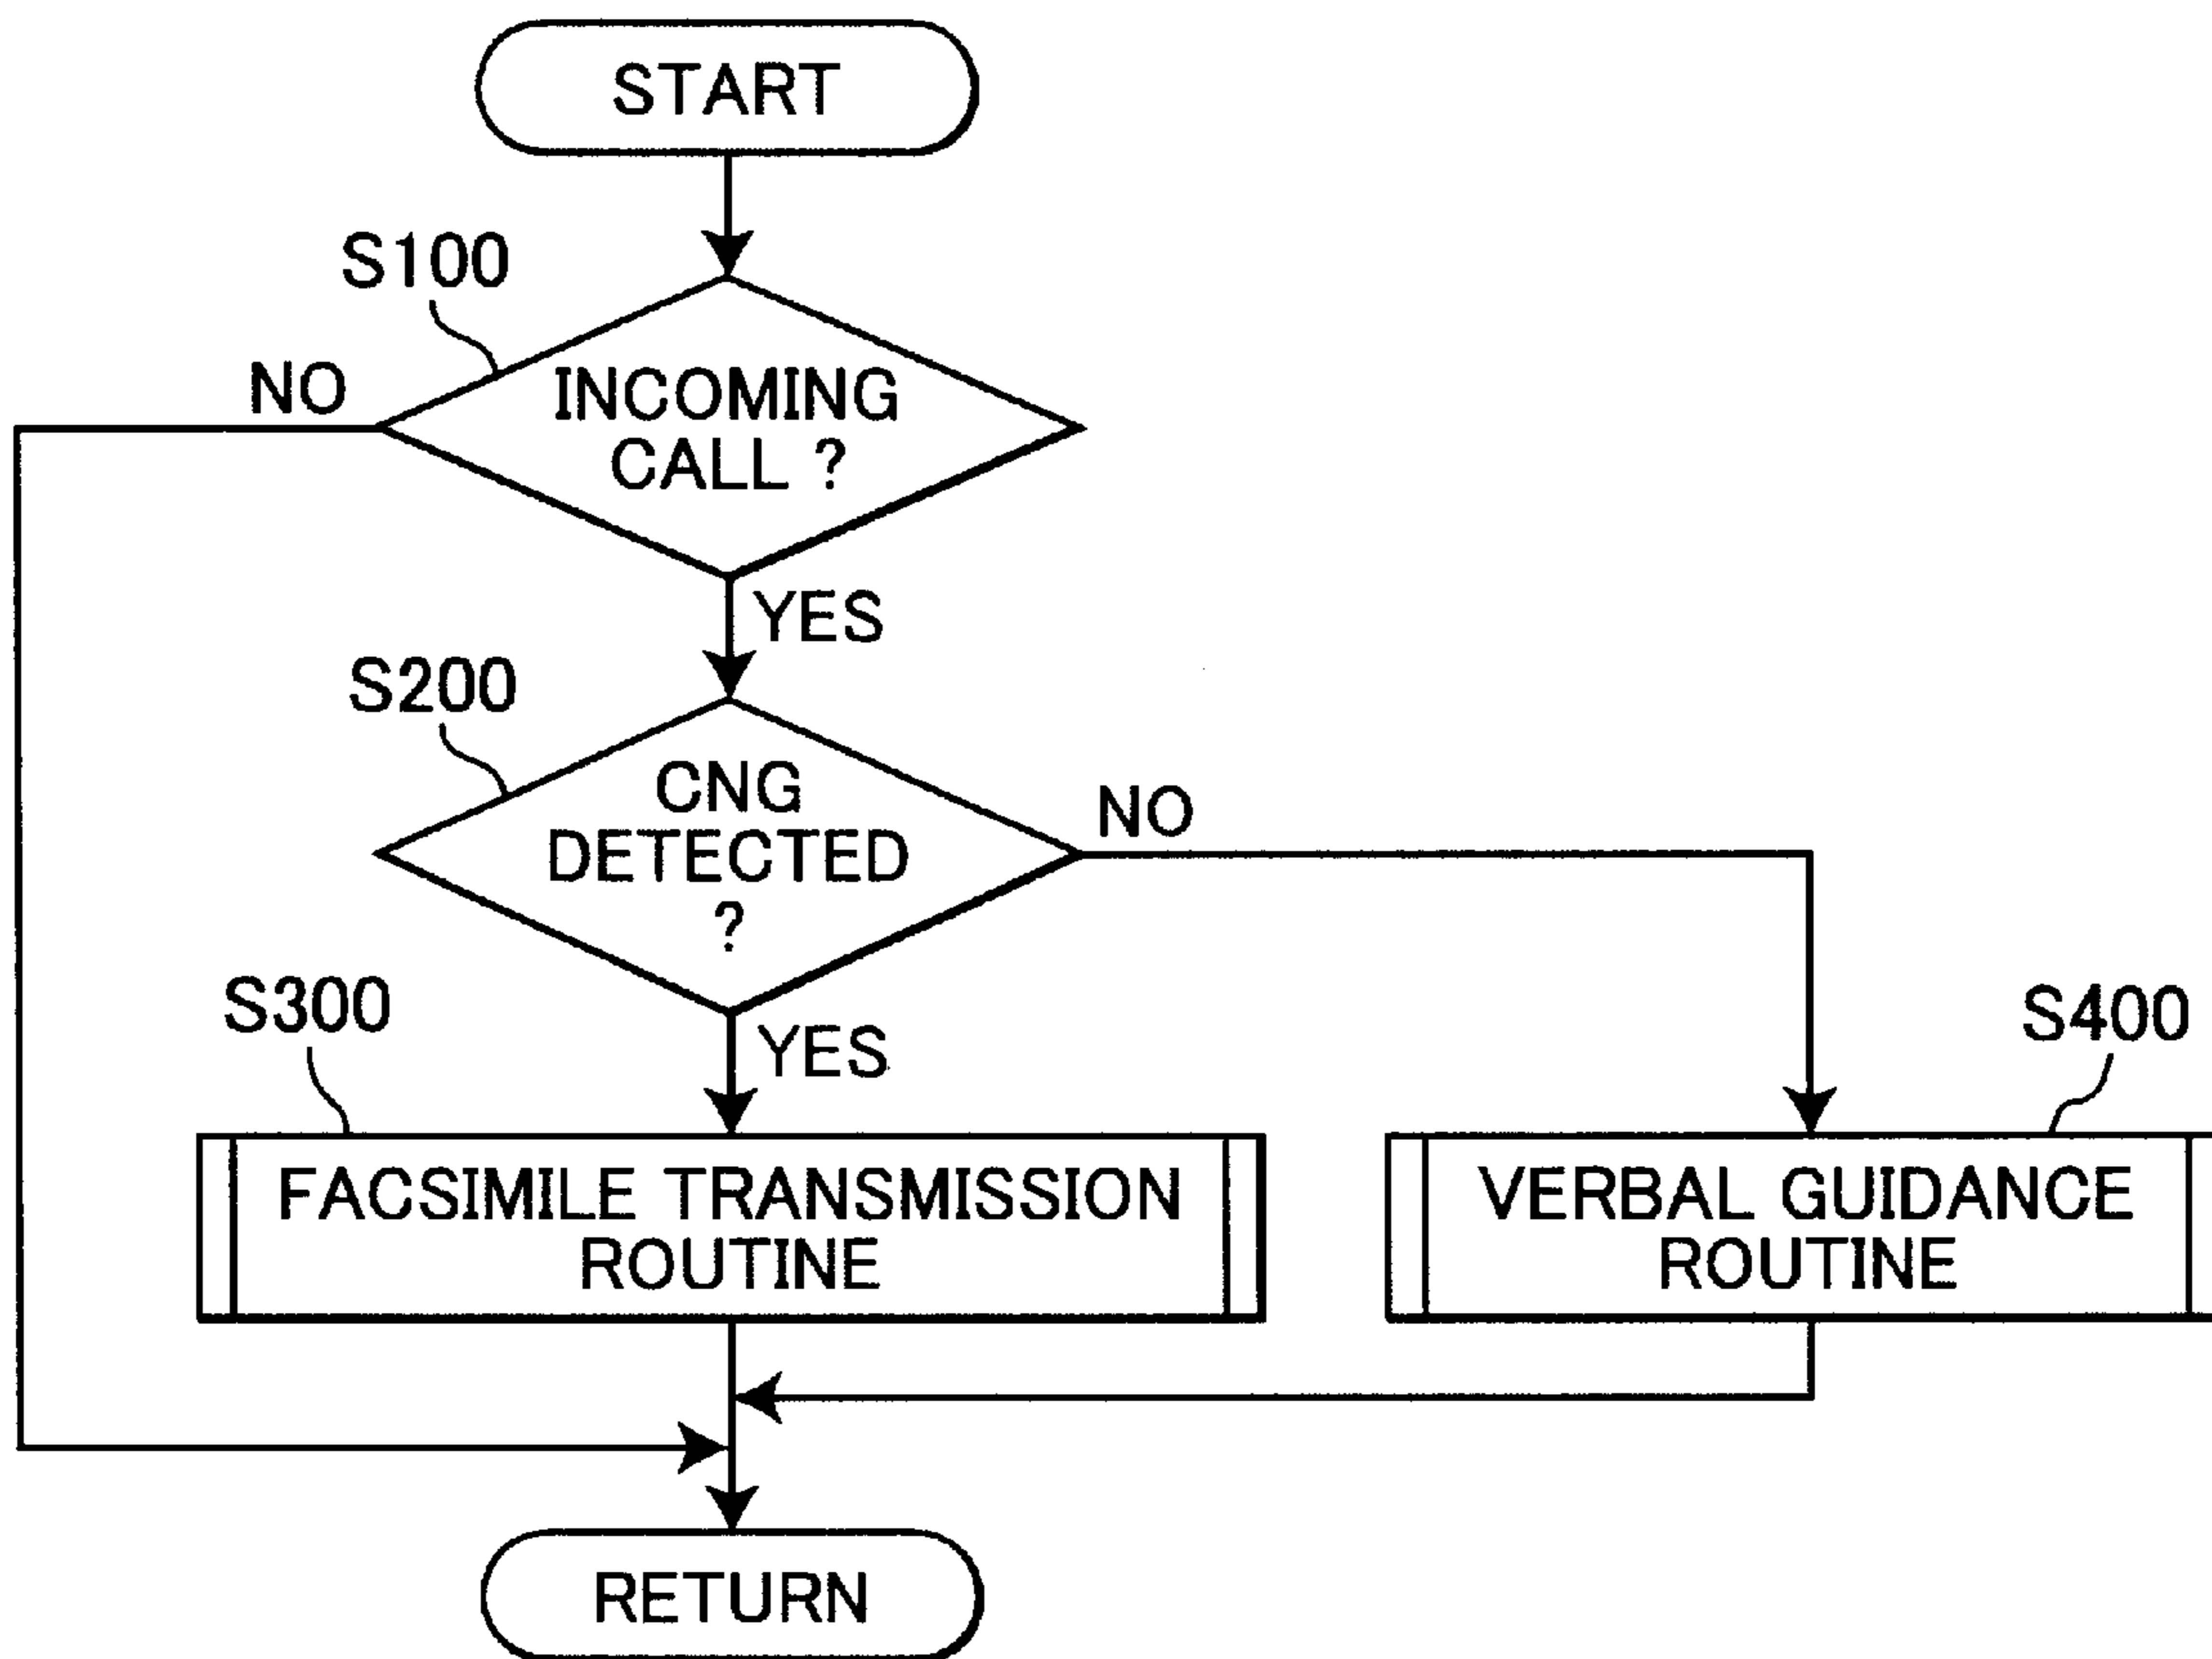 START
S100
NO
INCOMING
CALL ?
YES
S200
CNG
DETECTED
?
NO
S300
YES
S400
FACSIMILE TRANSMISSION
ROUTINE
VERBAL GUIDANCE
ROUTINE
RETURN